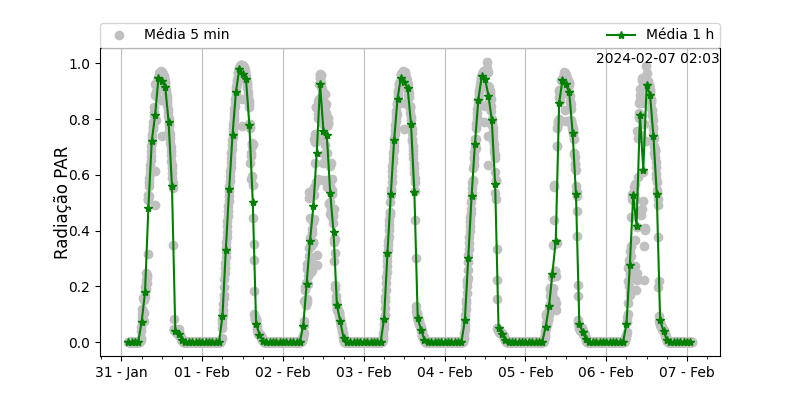 Média 5 min
Média 1 h
2024-02-07 02:03
Radiação PAR
1.0
0.8
0.6
0.4
0.2
0.0
31 - Jan
01 - Feb
02 - Feb
03 - Feb
04 - Feb
05 - Feb
06 - Feb
07 - Feb